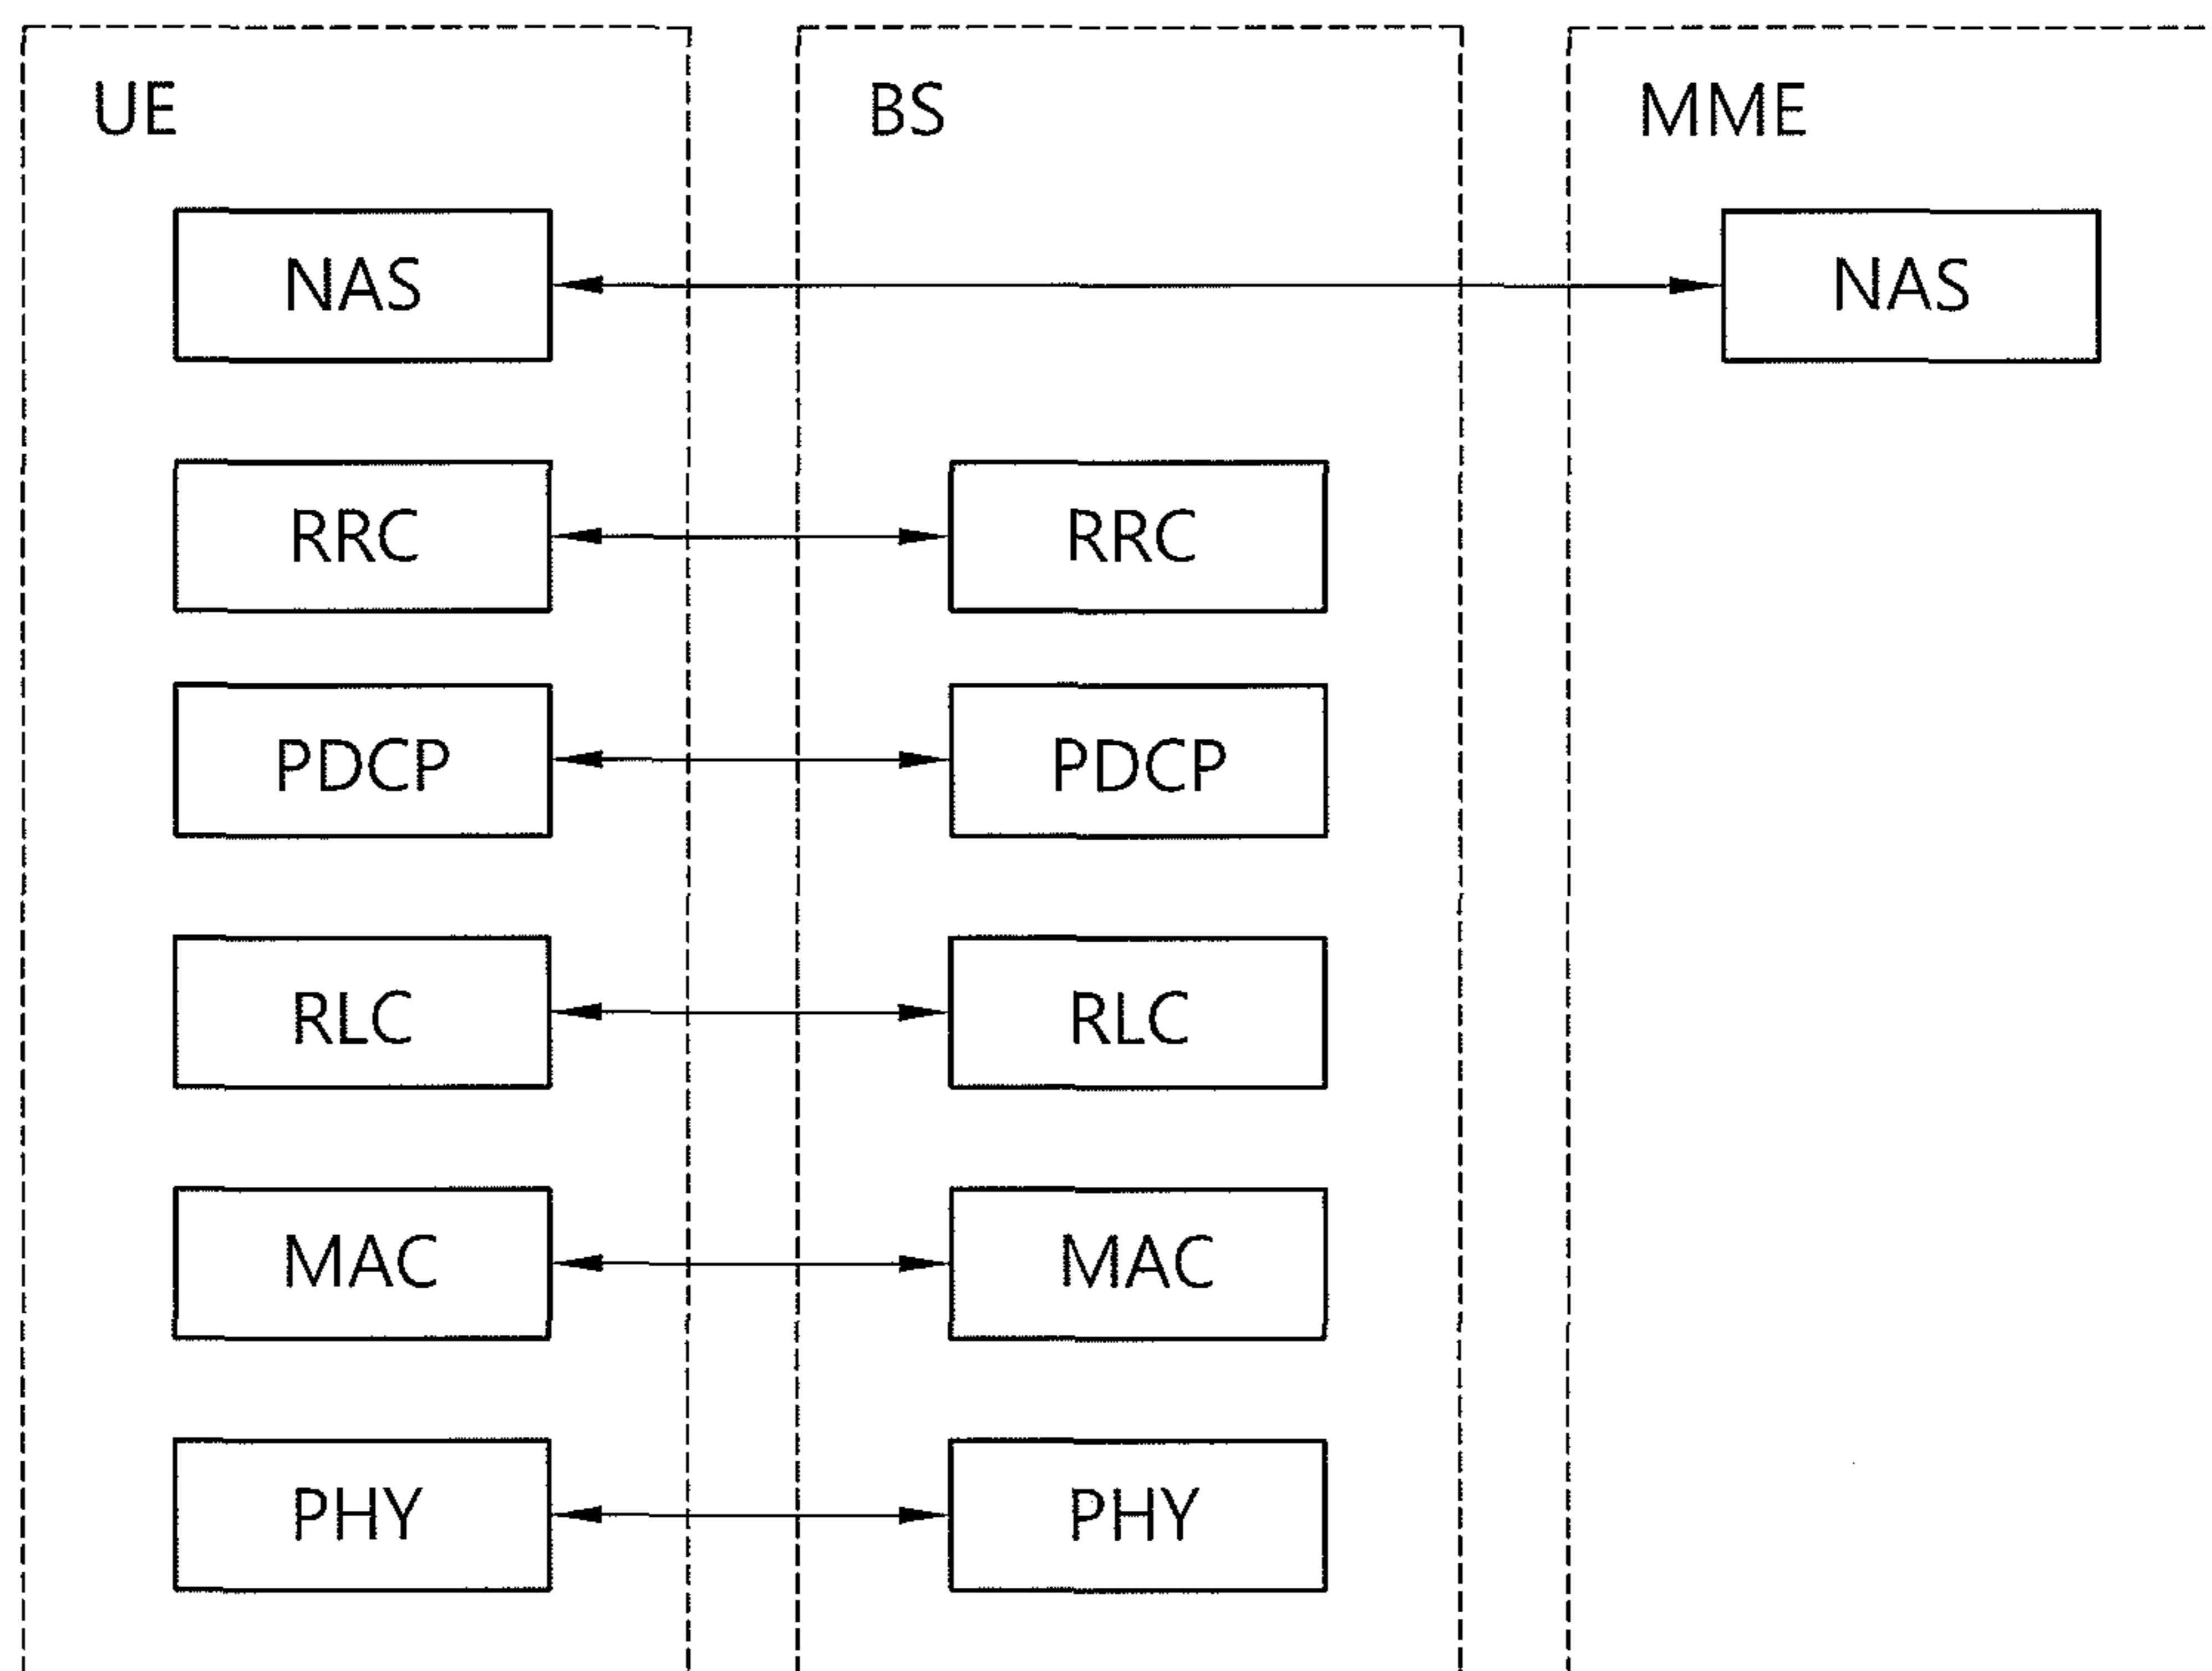 UE BS MME
NAS NAS
RRC RRC
PDCP PDCP
RLC RLC
MAC MAC
PHY PHY